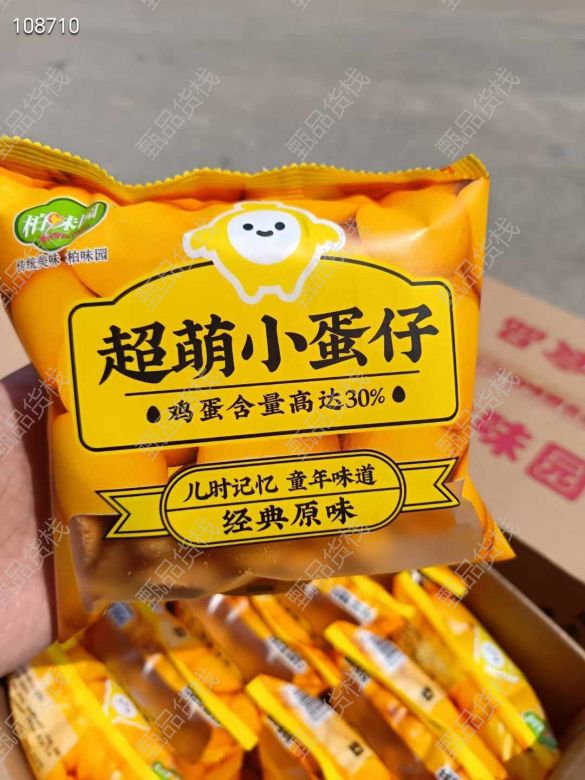 108710
甄品货栈
柏味园
传统美味 柏味园
超萌小蛋仔
鸡蛋含量高达30%
儿时记忆 童年味道
经典原味
味园